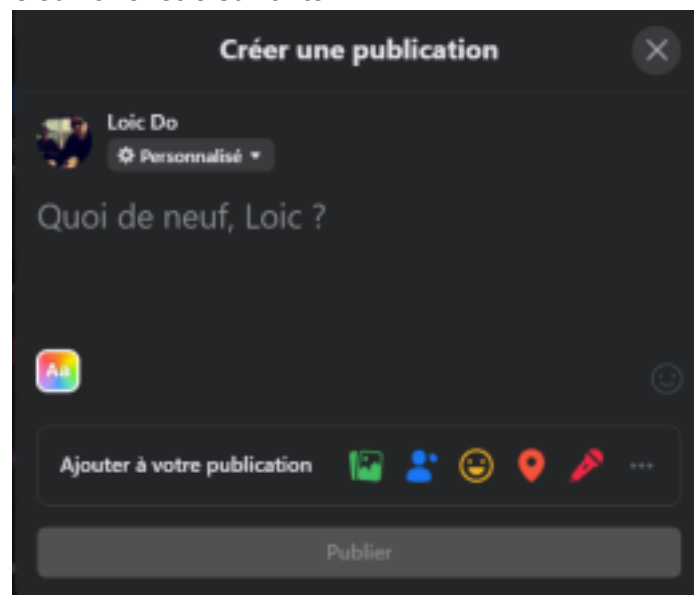 Créer une publication
Loic Do
Personnalisé
Quoi de neuf, Loic ?
Aa
Ajouter à votre publication
Publier